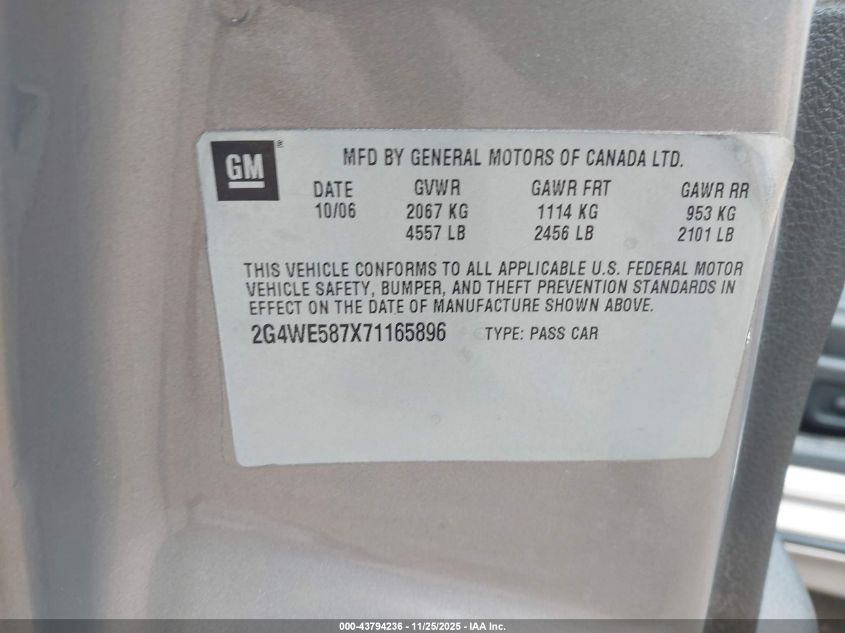 GM®
MFD BY GENERAL MOTORS OF CANADA LTD.
DATE GVWR GAWR FRT GAWR RR
10/06 2067 KG 1114 KG 953 KG
4557 LB 2456 LB 2101 LB
THIS VEHICLE CONFORMS TO ALL APPLICABLE U.S. FEDERAL MOTOR
VEHICLE SAFETY, BUMPER, AND THEFT PREVENTION STANDARDS IN
EFFECT ON THE DATE OF MANUFACTURE SHOWN ABOVE.
2G4WE587X71165896 TYPE: PASS CAR
000-43794236 - 11/25/2025 - IAA Inc.